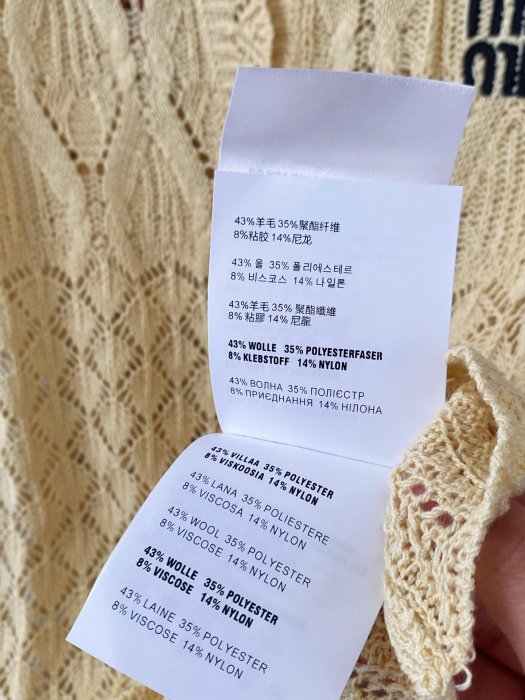 43%羊毛 35%聚酯纤维
8%粘胶 14%尼龙
43% 울 35% 폴리에스테르
8% 비스코스 14% 나일론
43%羊毛 35% 聚酯纖維
8% 粘膠 14% 尼龍
43% WOLLE 35% POLYESTERFASER
8% KLEBSTOFF 14% NYLON
43% ВОЛНА 35% ПОЛІЄСТР
8% ПРИЄДНАННЯ 14% НІЛОНА
43% VILLAA 35% POLYESTER
8% VISKOOSIA 14% NYLON
43% LANA 35% POLIESTERE
8% VISCOSA 14% NYLON
43% WOOL 35% POLYESTER
8% VISCOSE 14% NYLON
43% WOLLE 35% POLYESTER
8% VISCOSE 14% NYLON
43% LAINE 35% POLYESTER
8% VISCOSE 14% NYLON